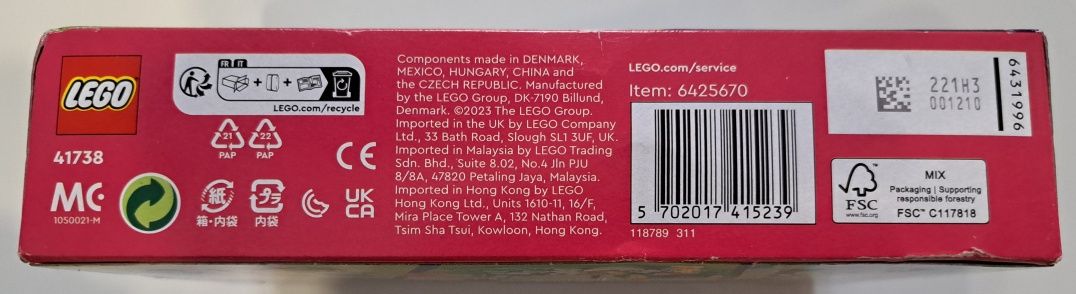 LEGO
41738
MC
10S0021-M
FR IT
LEGO.com/recycle
21
PAP
22
PAP
紙
箱・内袋
プラ
内袋
CE
UK
CA
Components made in DENMARK,
MEXICO, HUNGARY, CHINA and
the CZECH REPUBLIC. Manufactured
by the LEGO Group, DK-7190 Billund,
Denmark. ©2023 The LEGO Group.
Imported in the UK by LEGO Company
Ltd., 33 Bath Road, Slough SL1 3UF, UK.
Imported in Malaysia by LEGO Trading
Sdn. Bhd., Suite 8.02, No.4 Jln PJU
8/8A, 47820 Petaling Jaya, Malaysia.
Imported in Hong Kong by LEGO
Hong Kong Ltd., Units 1610-11, 16/F,
Mira Place Tower A, 132 Nathan Road,
Tsim Sha Tsui, Kowloon, Hong Kong.
LEGO.com/service
Item: 6425670
5 702017 415239
118789 311
221H3
001210
6431996
FSC
www.fsc.org
MIX
Packaging | Supporting
responsible forestry
FSC™ C117818